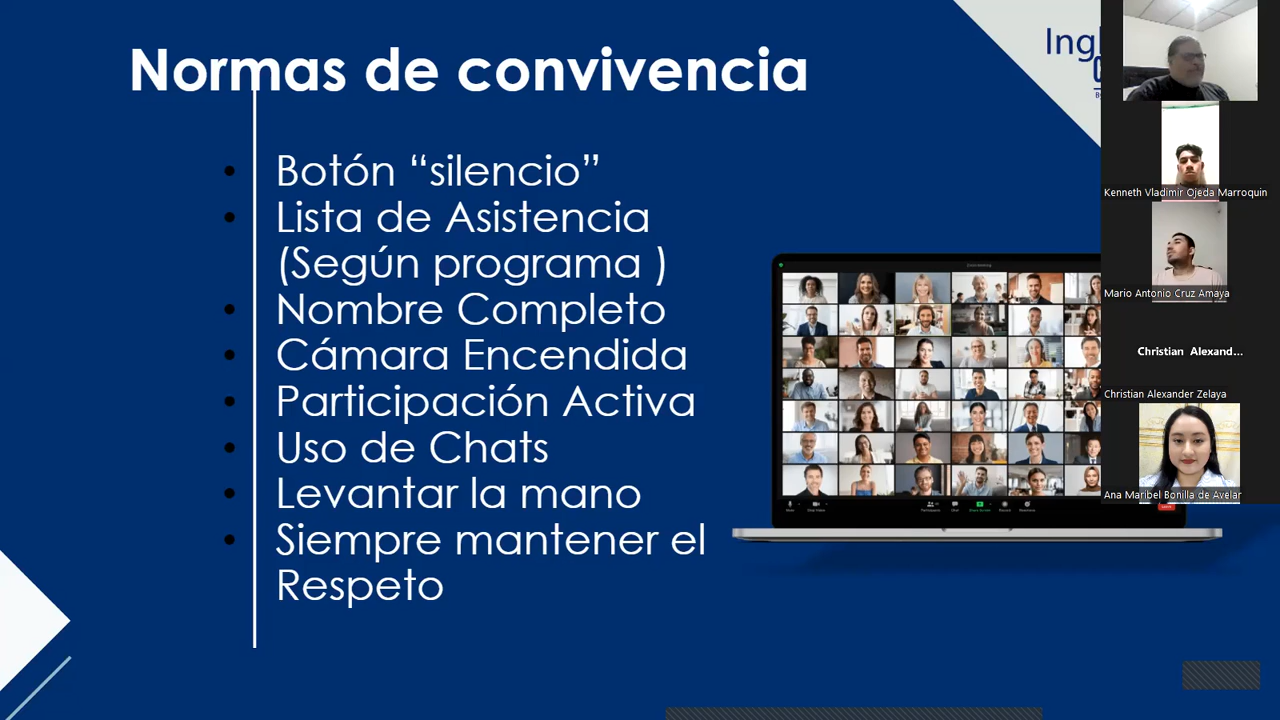 Normas de convivencia
Botón “silencio”
Lista de Asistencia
(Según programa )
Nombre Completo
Cámara Encendida
Participación Activa
Uso de Chats
Levantar la mano
Siempre mantener el
Respeto
Ing
Kenneth Vladimir Ojeda Marroquin
Mario Antonio Cruz Amaya
Christian Alexand...
Christian Alexander Zelaya
Ana Maribel Bonilla de Avelar